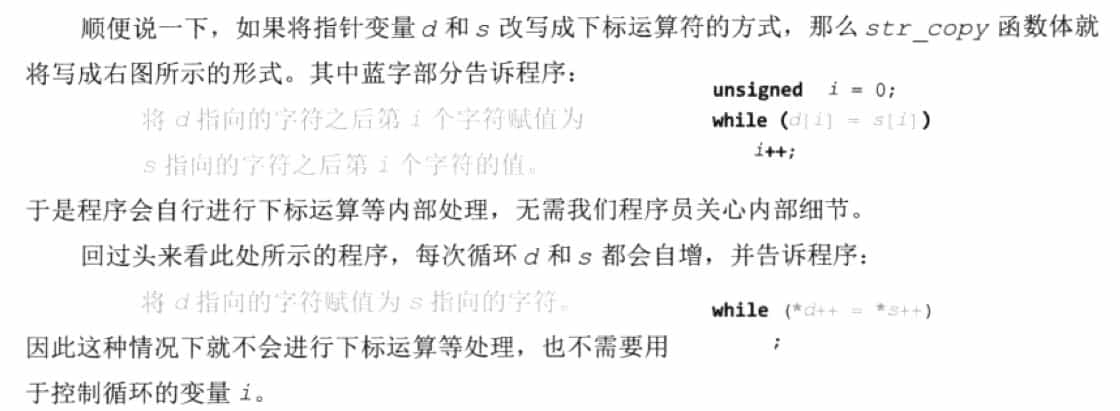 顺便说一下，如果将指针变量 d 和 s 改写成下标运算符的方式，那么 str_copy 函数体就
将写成右图所示的形式。其中蓝字部分告诉程序：
将 d 指向的字符之后第 i 个字符赋值为
s 指向的字符之后第 i 个字符的值。
unsigned i = 0;
while (d[i] = s[i])
i++;
于是程序会自行进行下标运算等内部处理，无需我们程序员关心内部细节。
回过头来看此处所示的程序，每次循环 d 和 s 都会自增，并告诉程序：
将 d 指向的字符赋值为 s 指向的字符。
while (*d++ = *s++)
;
因此这种情况下就不会进行下标运算等处理，也不需要用
于控制循环的变量 i。